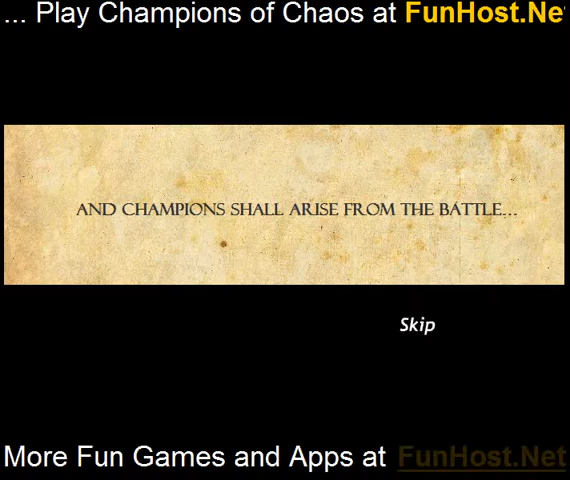 ... Play Champions of Chaos at FunHost.Net
AND CHAMPIONS SHALL ARISE FROM THE BATTLE...
Skip
More Fun Games and Apps at FunHost.Net